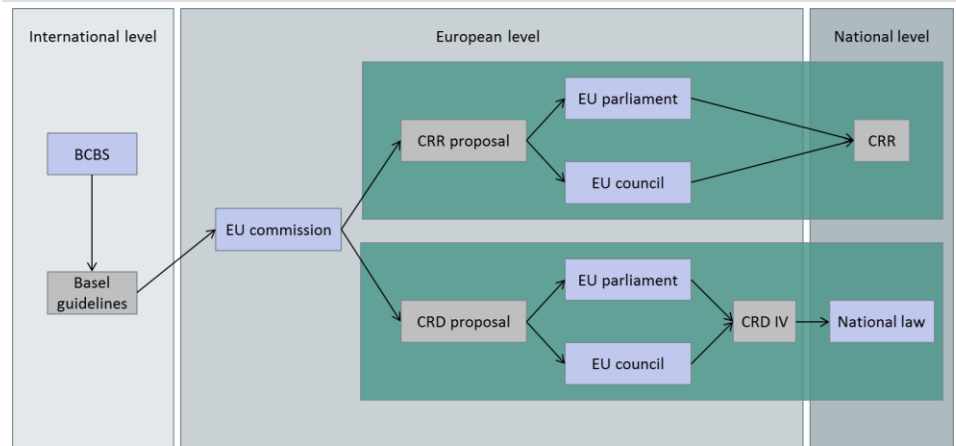 International level
European level
National level
EU parliament
CRR proposal
CRR
BCBS
EU council
EU commission
Basel
guidelines
EU parliament
CRD proposal
CRD IV
National law
EU council